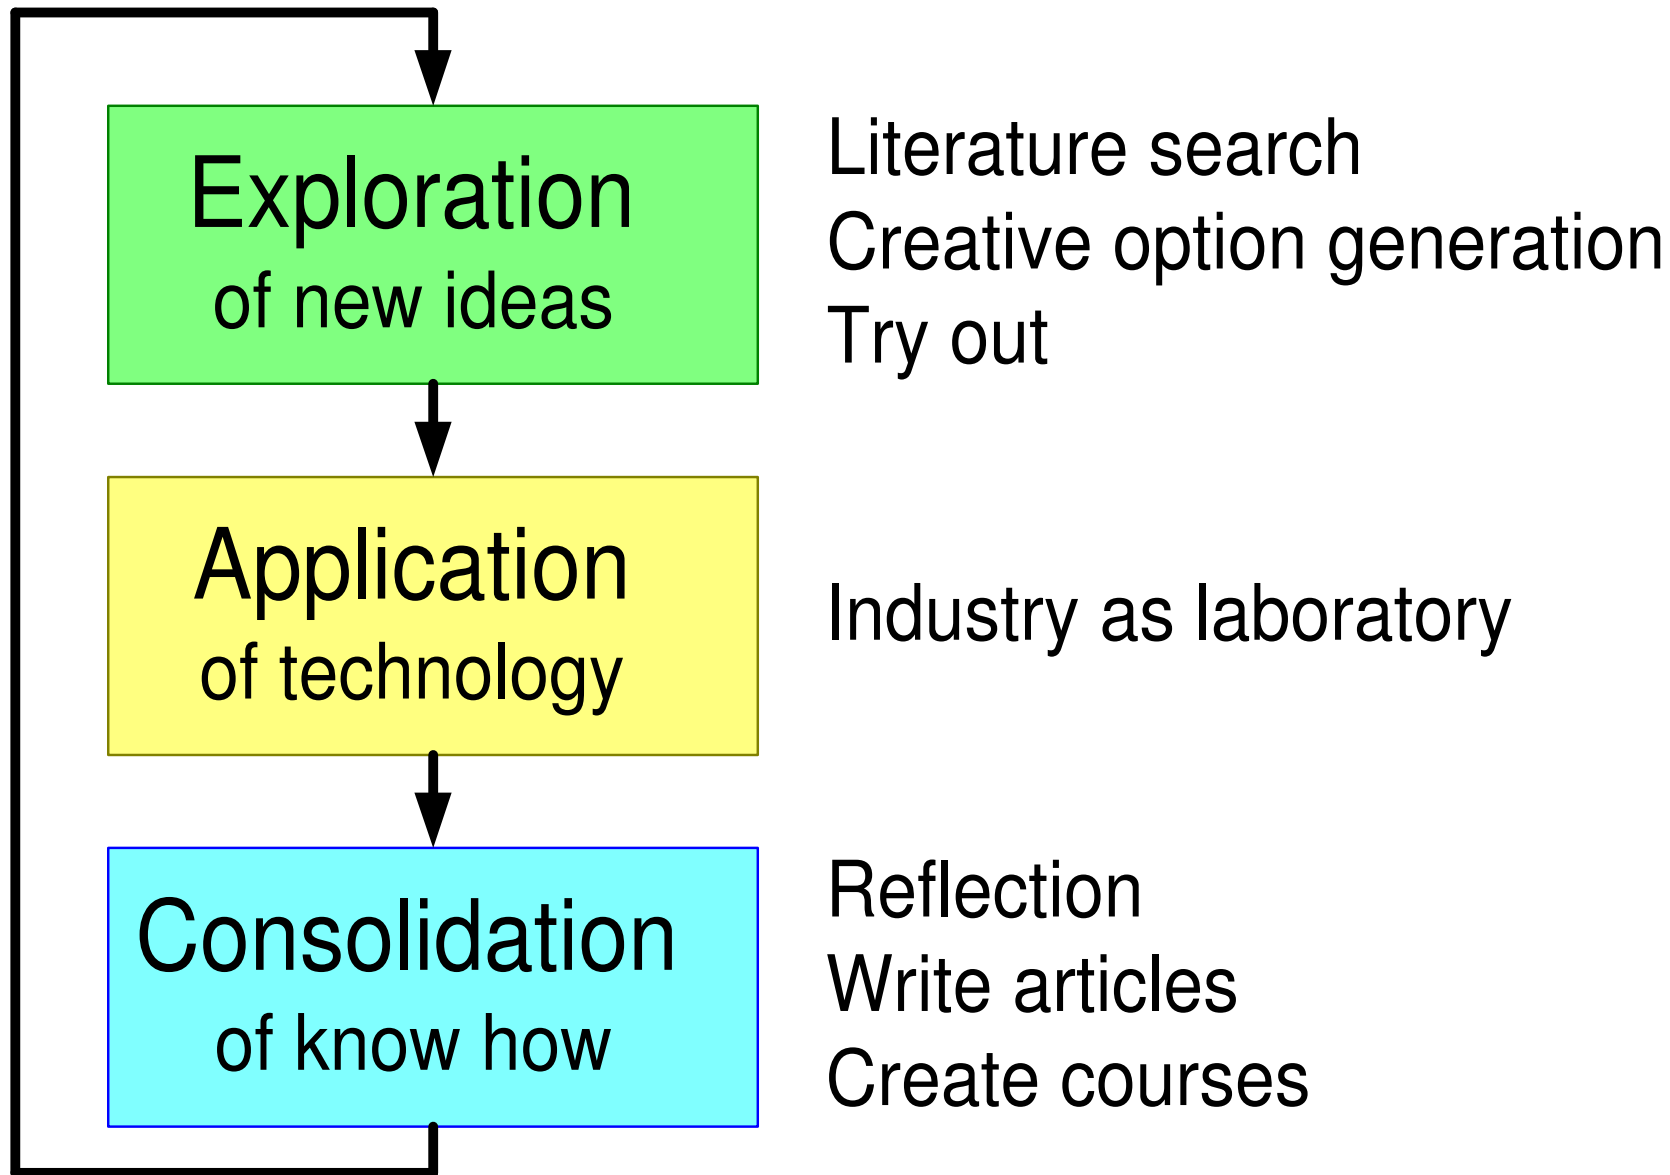 Exploration
of new ideas
Literature search
Creative option generation
Try out
Application
of technology
Industry as laboratory
Consolidation
of know how
Reflection
Write articles
Create courses